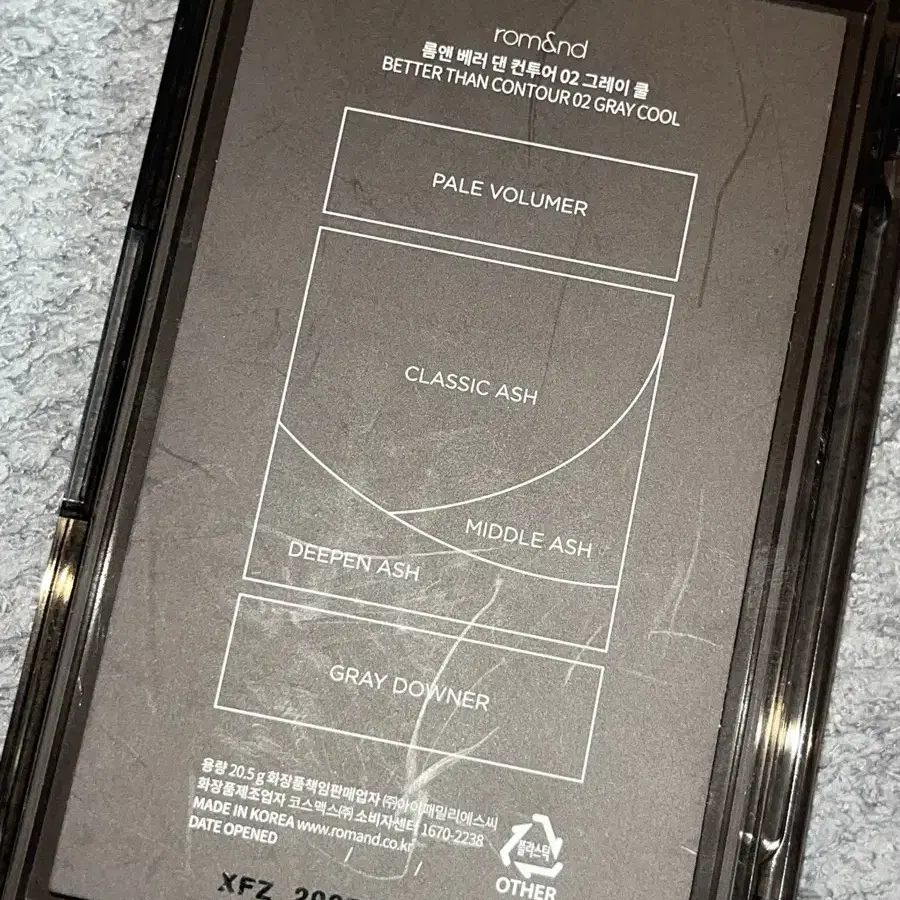 rom&nd
롬앤 베러 댄 컨투어 02 그레이 쿨
BETTER THAN CONTOUR 02 GRAY COOL
PALE VOLUMER
CLASSIC ASH
MIDDLE ASH
DEEPEN ASH
GRAY DOWNER
용량 20.5 g 화장품책임판매업자 ㈜아이패밀리에스씨
화장품제조업자 코스맥스㈜ 소비자센터 1670-2238
MADE IN KOREA www.romand.co.kr
DATE OPENED
플라스틱
OTHER
XFZ